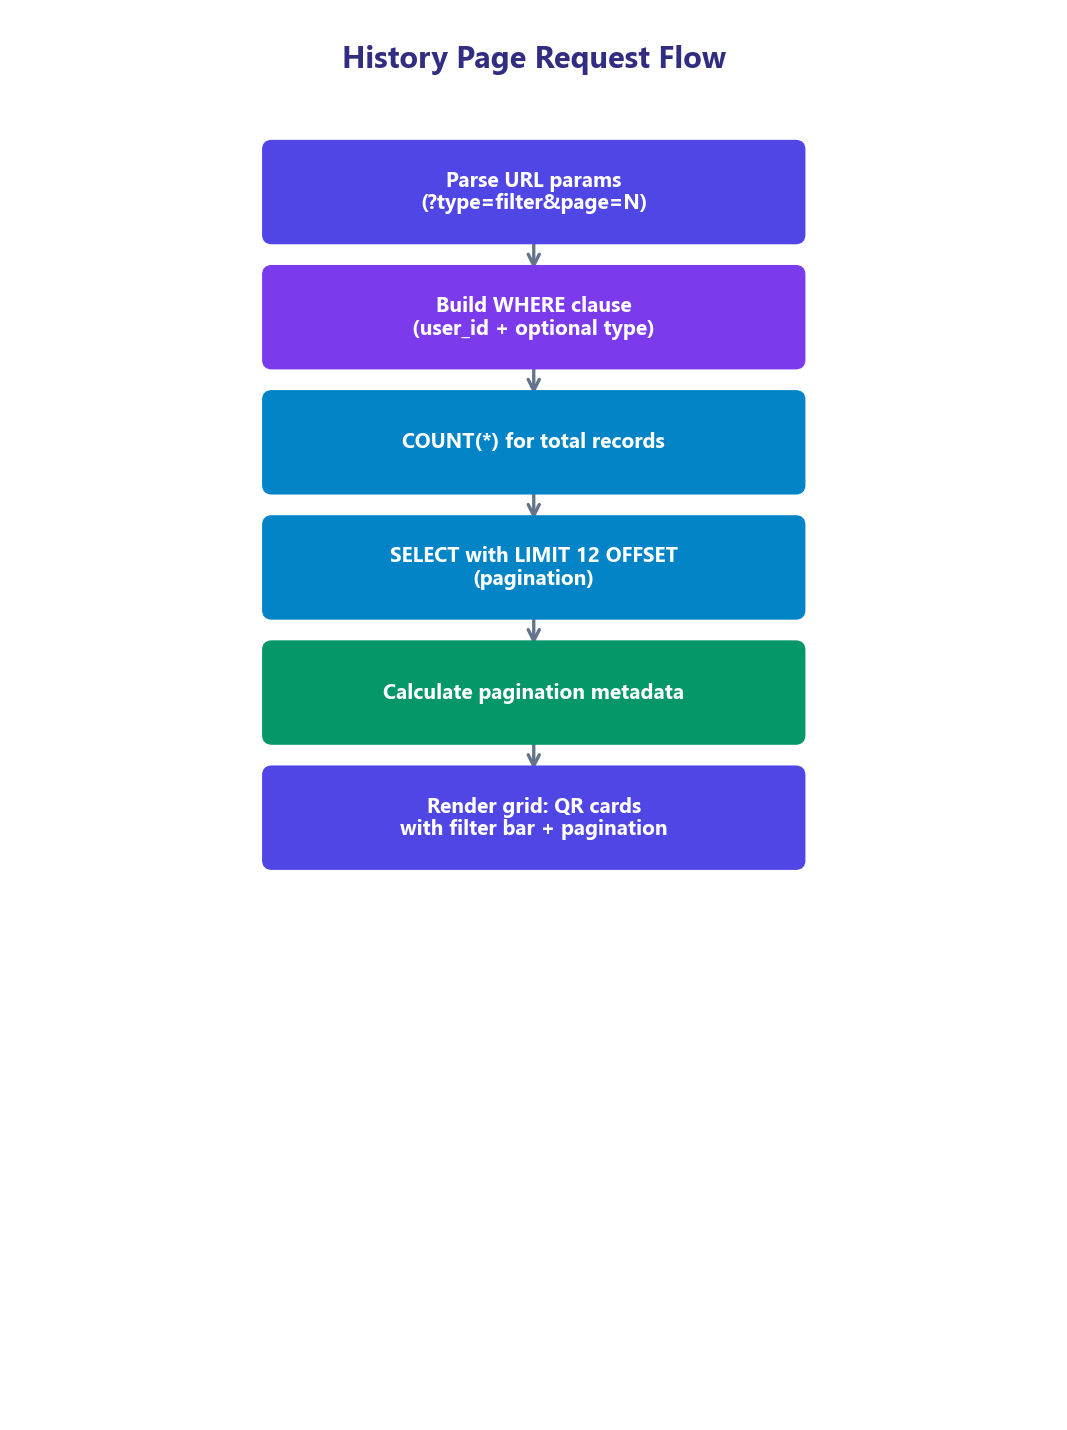 History Page Request Flow
Parse URL params
(?type=filter&page=N)
Build WHERE clause
(user_id + optional type)
COUNT(*) for total records
SELECT with LIMIT 12 OFFSET
(pagination)
Calculate pagination metadata
Render grid: QR cards
with filter bar + pagination